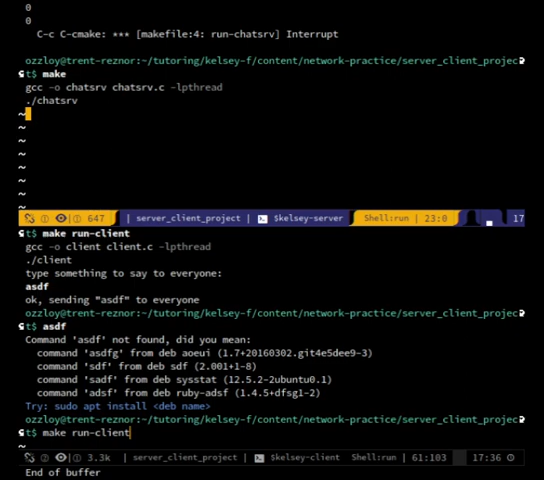 0
0
C-c C-cmake: *** [makefile:4: run-chatsrv] Interrupt
ozzloy@trent-reznor:~/tutoring/kelsey-f/content/network-practice/server_client_projec
t$ make
gcc -o chatsrv chatsrv.c -lpthread
./chatsrv
~
~
~
~
~
~
~
~
647 | server_client_project | $kelsey-server Shell:run | 23:0 17
t$ make run-client
gcc -o client client.c -lpthread
./client
type something to say to everyone:
asdf
ok, sending "asdf" to everyone
ozzloy@trent-reznor:~/tutoring/kelsey-f/content/network-practice/server_client_projec
t$ asdf
Command 'asdf' not found, did you mean:
command 'asdfg' from deb aoeui (1.7+20160302.git4e5dee9-3)
command 'sdf' from deb sdf (2.001+1-8)
command 'sadf' from deb sysstat (12.5.2-2ubuntu0.1)
command 'adsf' from deb ruby-adsf (1.4.5+dfsg1-2)
Try: sudo apt install <deb name>
ozzloy@trent-reznor:~/tutoring/kelsey-f/content/network-practice/server_client_projec
t$ make run-client
~
3.3k | server_client_project | $kelsey-client Shell:run | 61:103 17:36
End of buffer